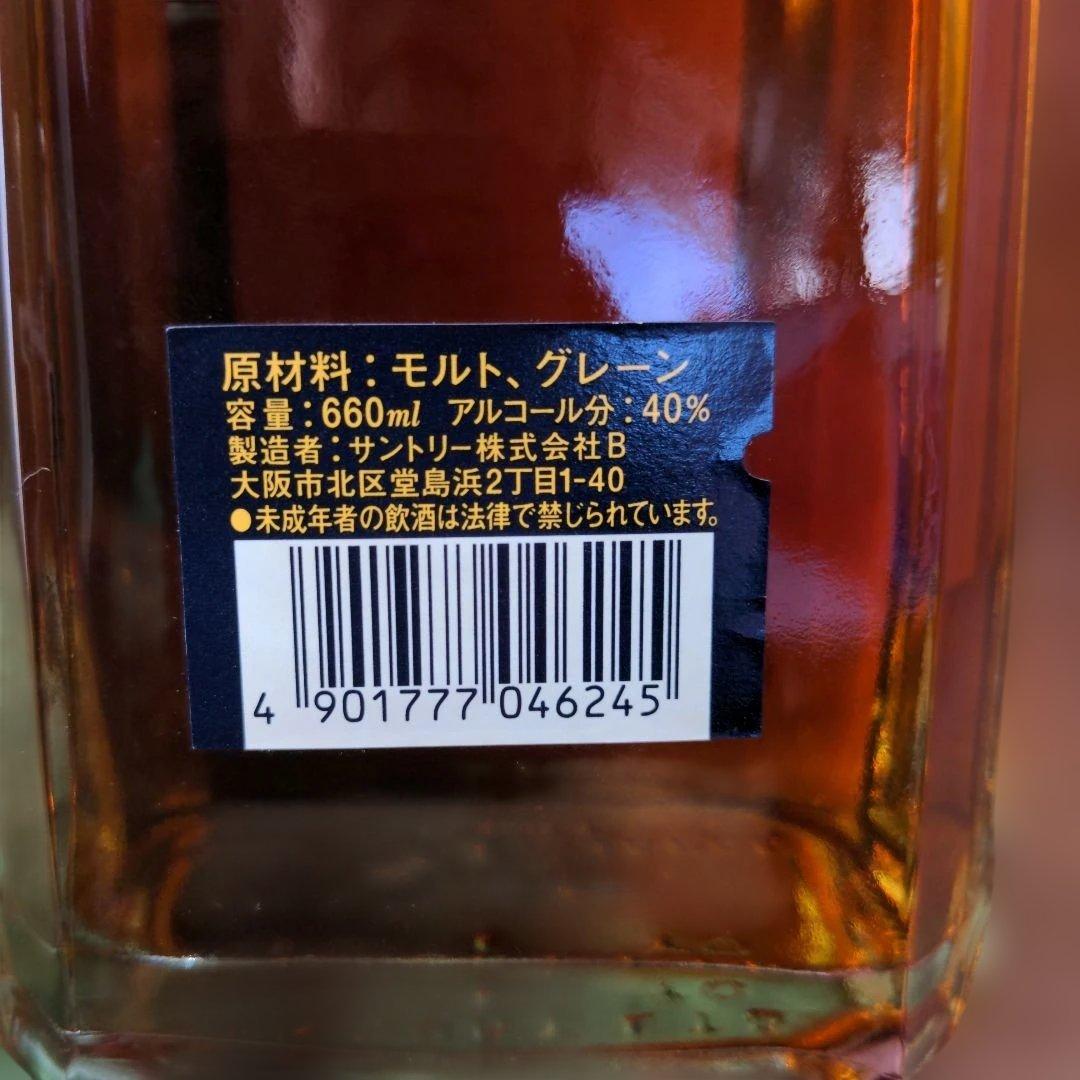 原材料：モルト、グレーン
容量：660ml アルコール分：40%
製造者：サントリー株式会社B
大阪市北区堂島浜2丁目1-40
●未成年者の飲酒は法律で禁じられています。
4 901777 046245